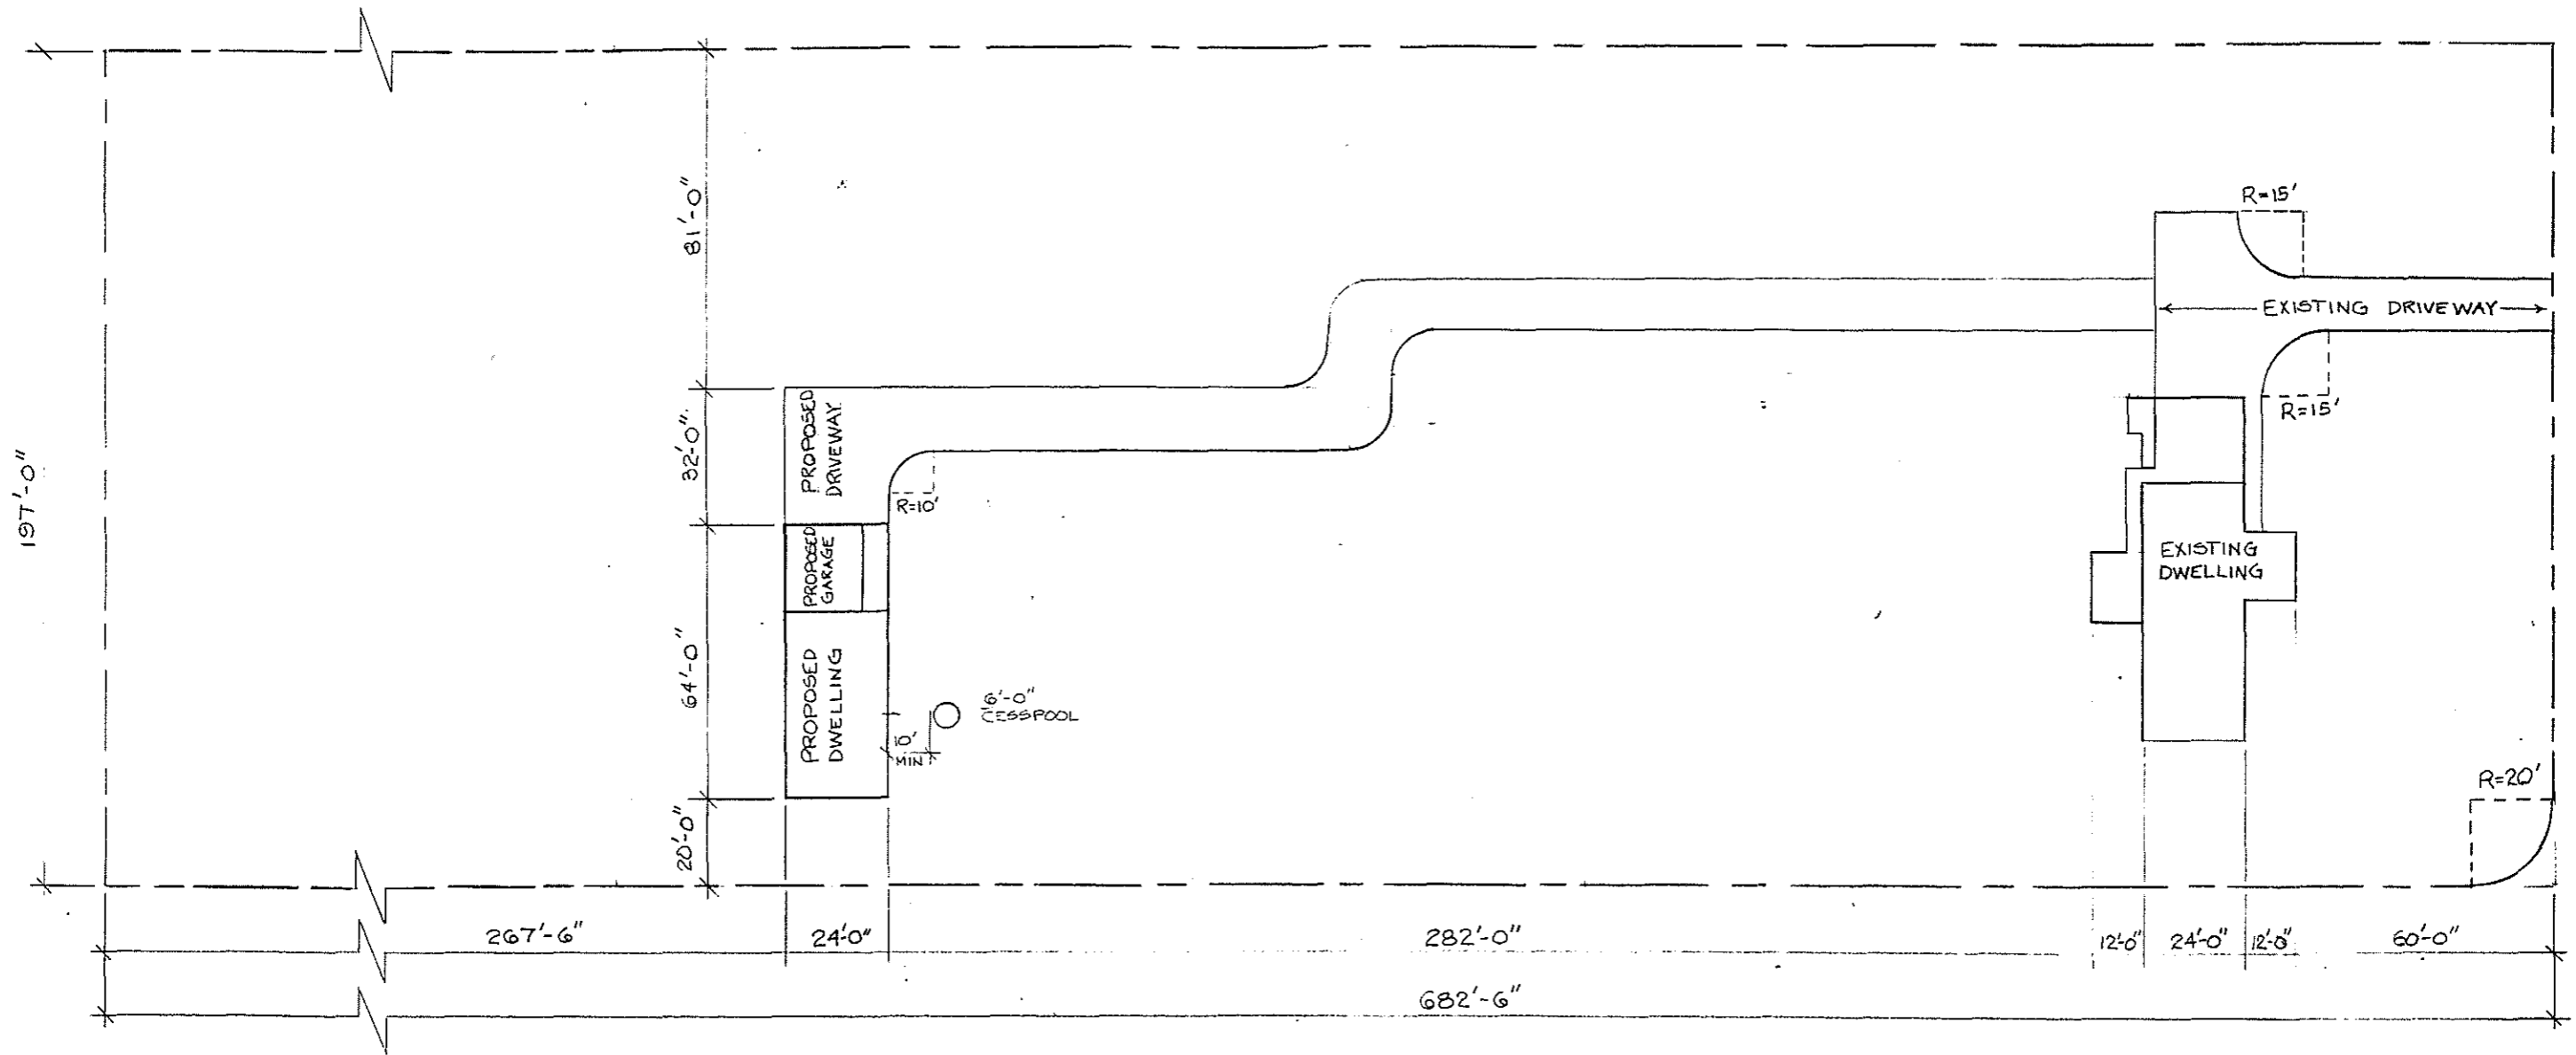 R=15'
EXISTING DRIVEWAY
R=15'
81'-0"
PROPOSED
DRIVEWAY
32'-0"
R=10'
197'-0"
PROPOSED
GARAGE
EXISTING
DWELLING
64'-0"
PROPOSED
DWELLING
6'-0"
CESSPOOL
10'
MIN
R=20'
20'-0"
267'-6"
24'-0"
282'-0"
12'-0"
24'-0"
12'-0"
60'-0"
682'-6"